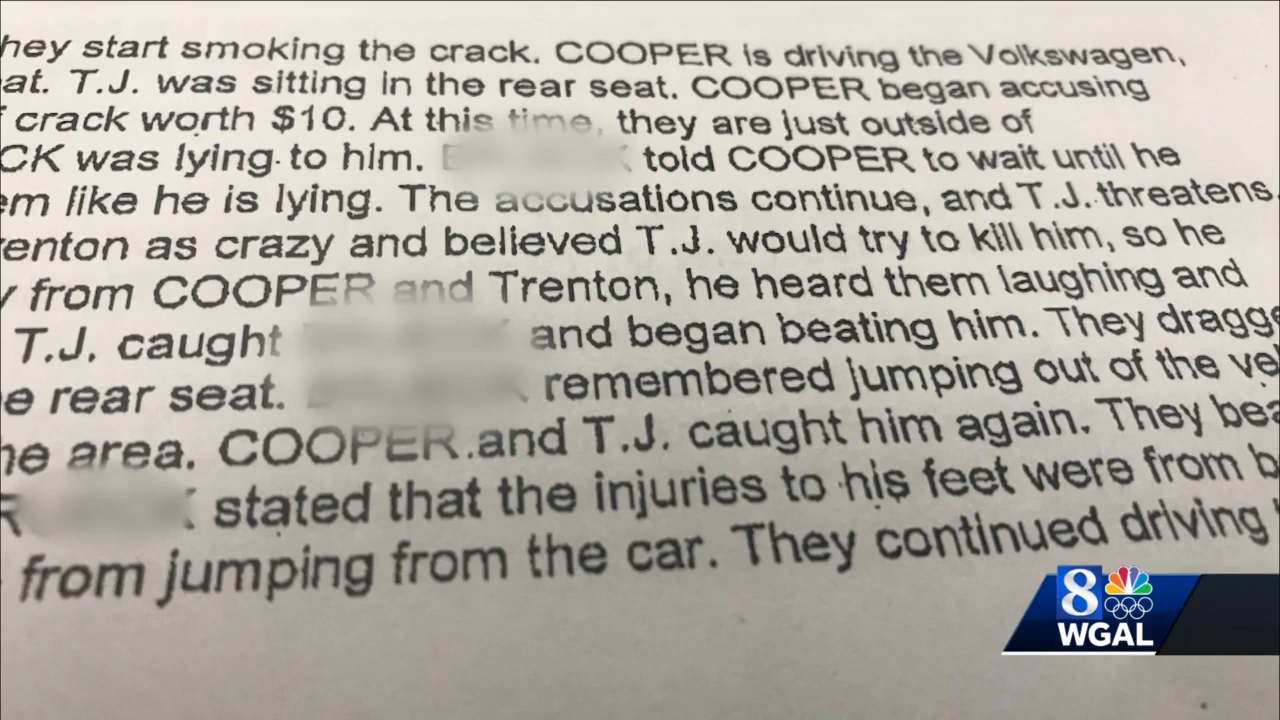 hey start smoking the crack. COOPER is driving the Volkswagen,
at. T.J. was sitting in the rear seat. COOPER began accusing
crack worth $10. At this time, they are just outside of
CK was lying to him. told COOPER to wait until he
em like he is lying. The accusations continue, and T.J. threatens
renton as crazy and believed T.J. would try to kill him, so he
y from COOPER and Trenton, he heard them laughing and
T.J. caught and began beating him. They dragge
e rear seat. remembered jumping out of the ve
he area. COOPER and T.J. caught him again. They bea
R stated that the injuries to his feet were from b
from jumping from the car. They continued driving
8
WGAL